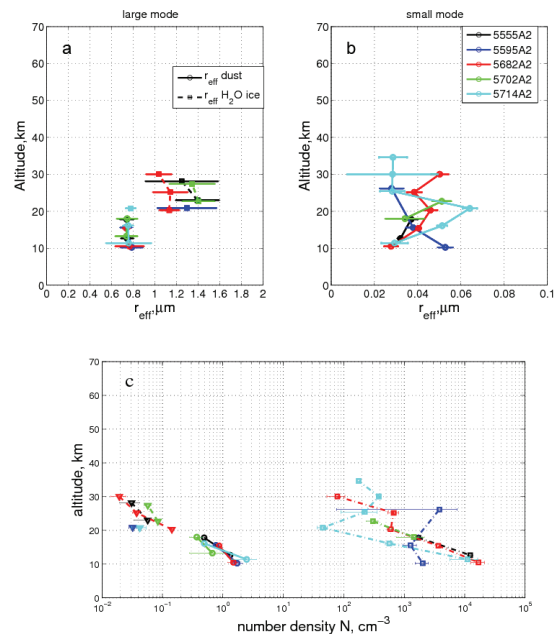 large mode
small mode
a
b
r_eff dust
r_eff H_2O ice
5555A2
5595A2
5682A2
5702A2
5714A2
Altitude,km
70
60
50
40
30
20
10
0
0 0.2 0.4 0.6 0.8 1 1.2 1.4 1.6 1.8 2
r_eff,μm
Altitude,km
70
60
50
40
30
20
10
0
0 0.02 0.04 0.06 0.08 0.1
r_eff,μm
c
altitude, km
70
60
50
40
30
20
10
0
10^−2 10^−1 10^0 10^1 10^2 10^3 10^4 10^5
number density N, cm^−3